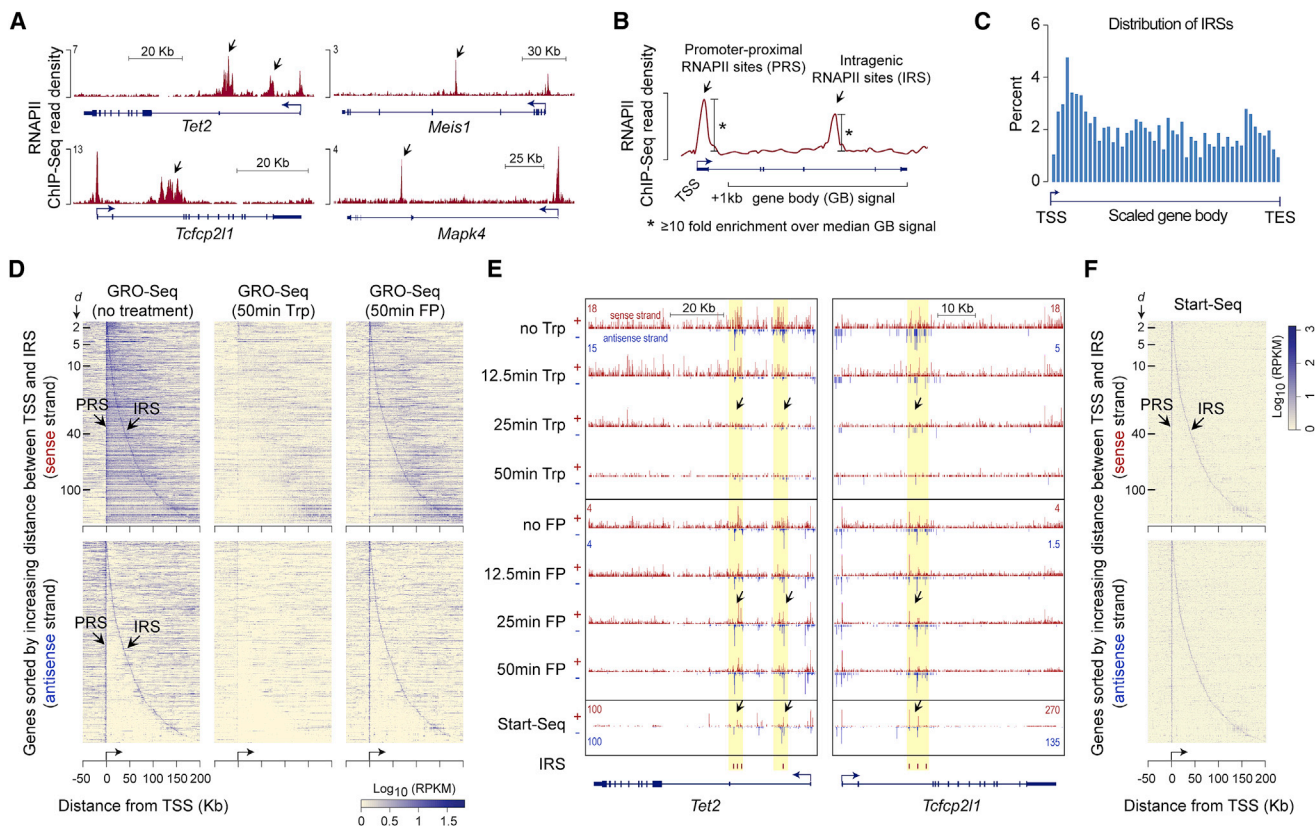 A
RNAPII
ChIP-Seq read density
7
20 Kb
Tet2
3
30 Kb
Meis1
13
20 Kb
Tcfcp2l1
4
25 Kb
Mapk4
B
RNAPII
ChIP-Seq read density
Promoter-proximal
RNAPII sites (PRS)
Intragenic
RNAPII sites (IRS)
*
*
TSS
+1kb gene body (GB) signal
* ≥10 fold enrichment over median GB signal
C
Distribution of IRSs
Percent
6
4
2
0
TSS
Scaled gene body
TES
D
Genes sorted by increasing distance between TSS and IRS
(sense strand)
(antisense strand)
d
GRO-Seq
(no treatment)
GRO-Seq
(50min Trp)
GRO-Seq
(50min FP)
2
5
10
40
100
PRS
IRS
PRS
IRS
-50 0 50 100 150 200
Distance from TSS (Kb)
Log10 (RPKM)
0 0.5 1 1.5
E
no Trp
12.5min Trp
25min Trp
50min Trp
no FP
12.5min FP
25min FP
50min FP
Start-Seq
IRS
+
-
+
-
+
-
+
-
+
-
+
-
+
-
+
-
+
-
18
20 Kb
sense strand
antisense strand
15
10 Kb
18
5
4
4
4
1.5
100
100
270
135
Tet2
Tcfcp2l1
F
Genes sorted by increasing distance between TSS and IRS
(sense strand)
(antisense strand)
d
Start-Seq
2
5
10
40
100
PRS
IRS
Log10 (RPKM)
3
2
1
0
-50 0 50 100 150 200
Distance from TSS (Kb)